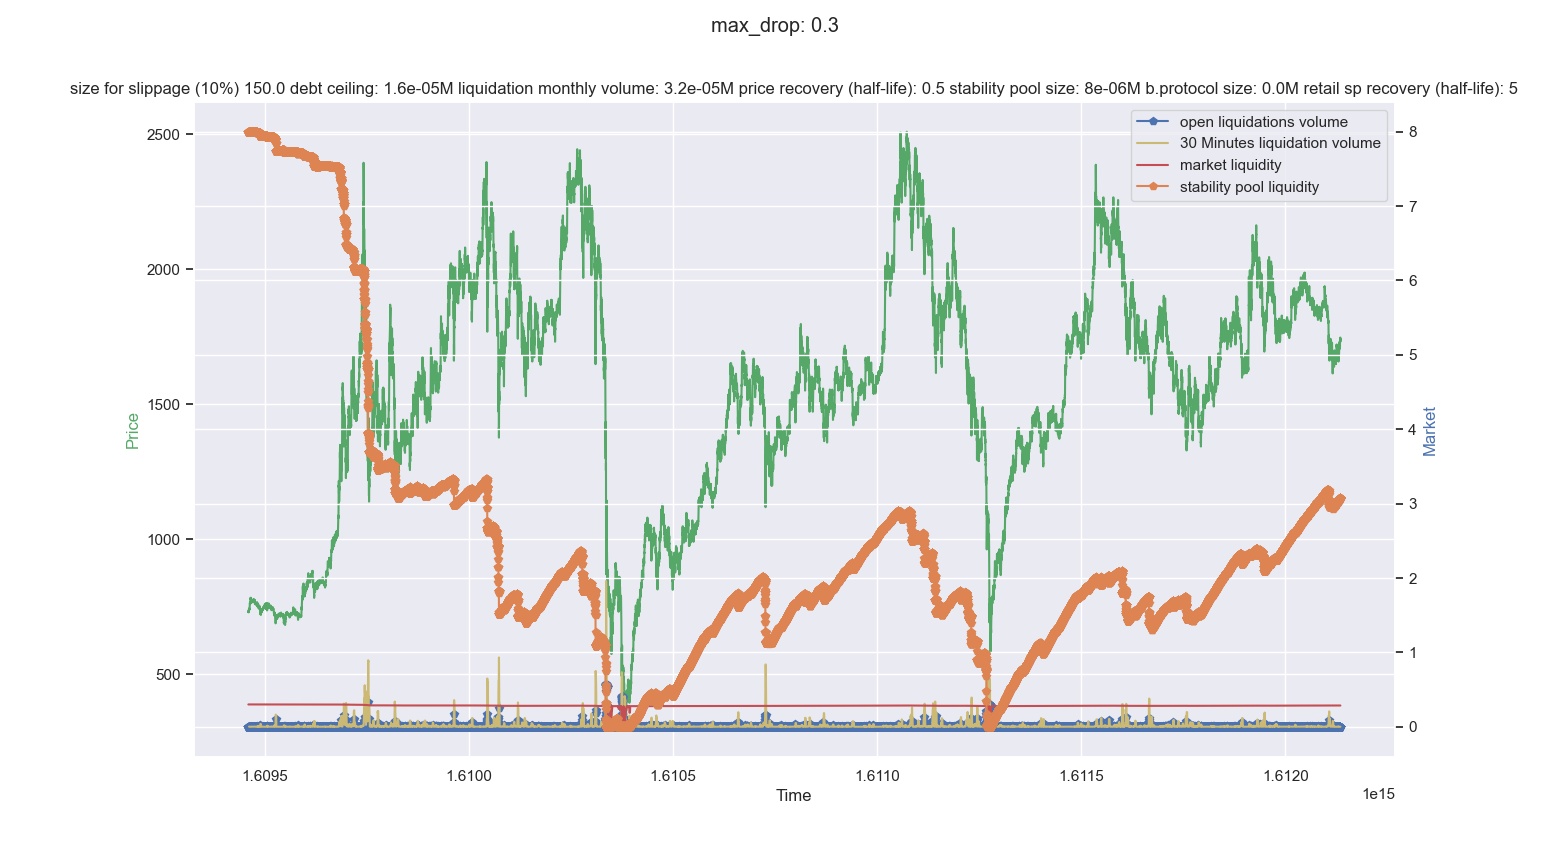 max_drop: 0.3
size for slippage (10%) 150.0 debt ceiling: 1.6e-05M liquidation monthly volume: 3.2e-05M price recovery (half-life): 0.5 stability pool size: 8e-06M b.protocol size: 0.0M retail sp recovery (half-life): 5
open liquidations volume
30 Minutes liquidation volume
market liquidity
stability pool liquidity
2500
2000
1500
1000
500
Price
8
7
6
5
4
3
2
1
0
Market
1.6095
1.6100
1.6105
1.6110
1.6115
1.6120
1e15
Time